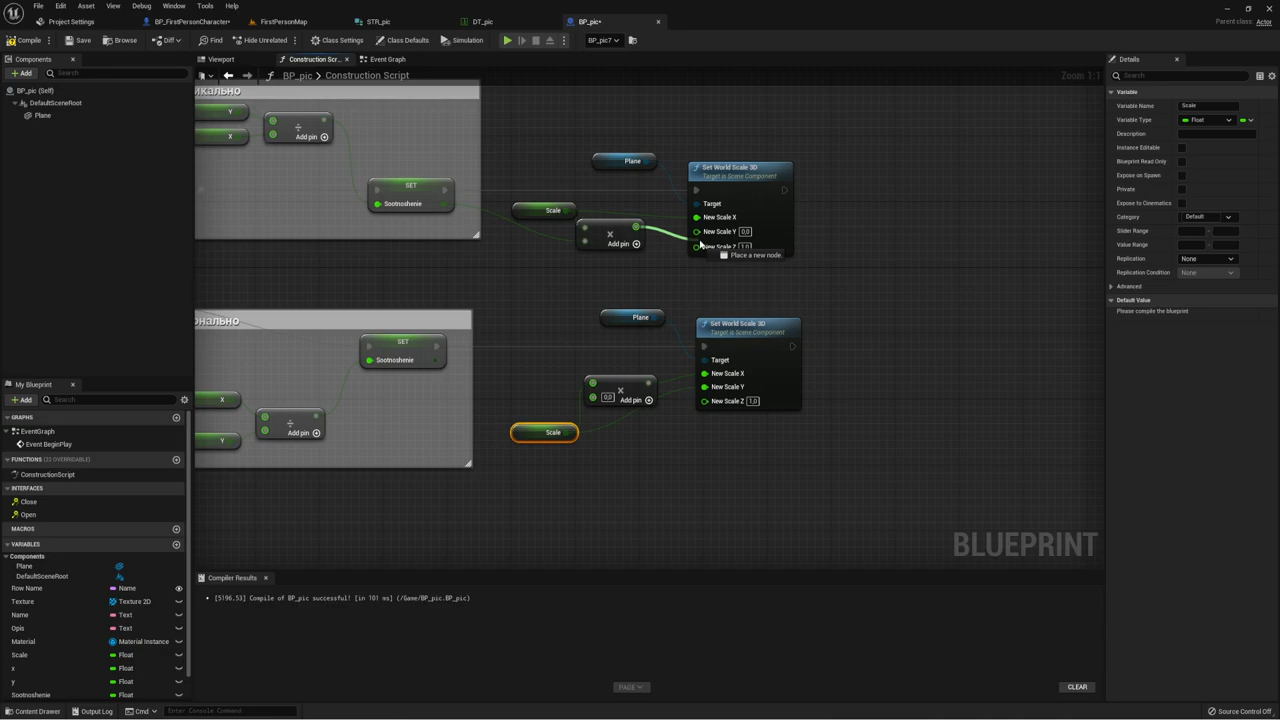 File Edit Asset View Debug Window Tools Help
Project Settings BP_FirstPersonCharacter* FirstPersonMap STR_pic DT_pic BP_pic* Parent class: Actor
Compile Save Browse Diff Find Hide Unrelated Class Settings Class Defaults Simulation BP_pic7
Components Viewport Construction Scr... Event Graph Details
Add Search BP_pic > Construction Script Zoom 1:1 Search
BP_pic (Self)
DefaultSceneRoot
Plane
икально
Y
X
Add pin
SET
Sootnoshenie
Plane
Set World Scale 3D
Target is Scene Component
Target
New Scale X
New Scale Y 0,0
New Scale Z 1,0
Scale
Add pin
Place a new node.
онально
SET
Sootnoshenie
X
Y
Add pin
Plane
Set World Scale 3D
Target is Scene Component
Target
New Scale X
New Scale Y
New Scale Z 1,0
0,0
Add pin
Scale
BLUEPRINT
Variable
Variable Name Scale
Variable Type Float
Description
Instance Editable
Blueprint Read Only
Expose on Spawn
Private
Expose to Cinematics
Category Default
Slider Range
Value Range
Replication None
Replication Condition None
Advanced
Default Value
Please compile the blueprint
My Blueprint
Add Search
GRAPHS
EventGraph
Event BeginPlay
FUNCTIONS (22 OVERRIDABLE)
ConstructionScript
INTERFACES
Close
Open
MACROS
VARIABLES
Components
Plane
DefaultSceneRoot
Row Name Name
Texture Texture 2D
Name Text
Opis Text
Material Material Instance
Scale Float
x Float
y Float
Sootnoshenie Float
Compiler Results
[5196,53] Compile of BP_pic successful! [in 101 ms] (/Game/BP_pic.BP_pic)
PAGE
CLEAR
Content Drawer Output Log Cmd Enter Console Command Source Control Off